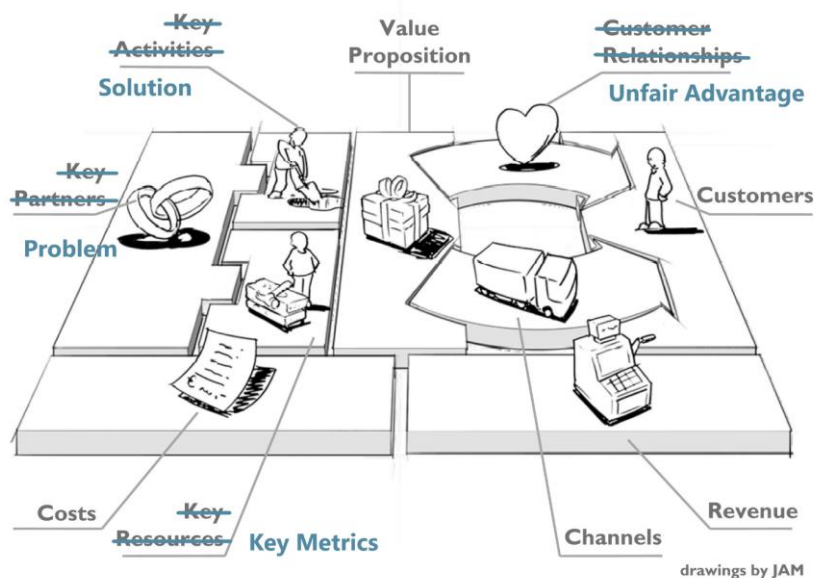 Key
Activities
Solution
Value
Proposition
Customer
Relationships
Unfair Advantage
Key
Partners
Problem
Customers
Costs
Key
Resources
Key Metrics
Channels
Revenue
drawings by JAM